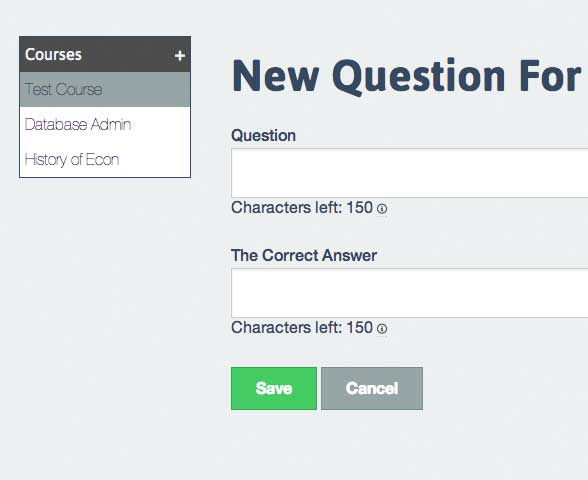 Courses +
Test Course
Database Admin
History of Econ
New Question For
Question
Characters left: 150
The Correct Answer
Characters left: 150
Save
Cancel